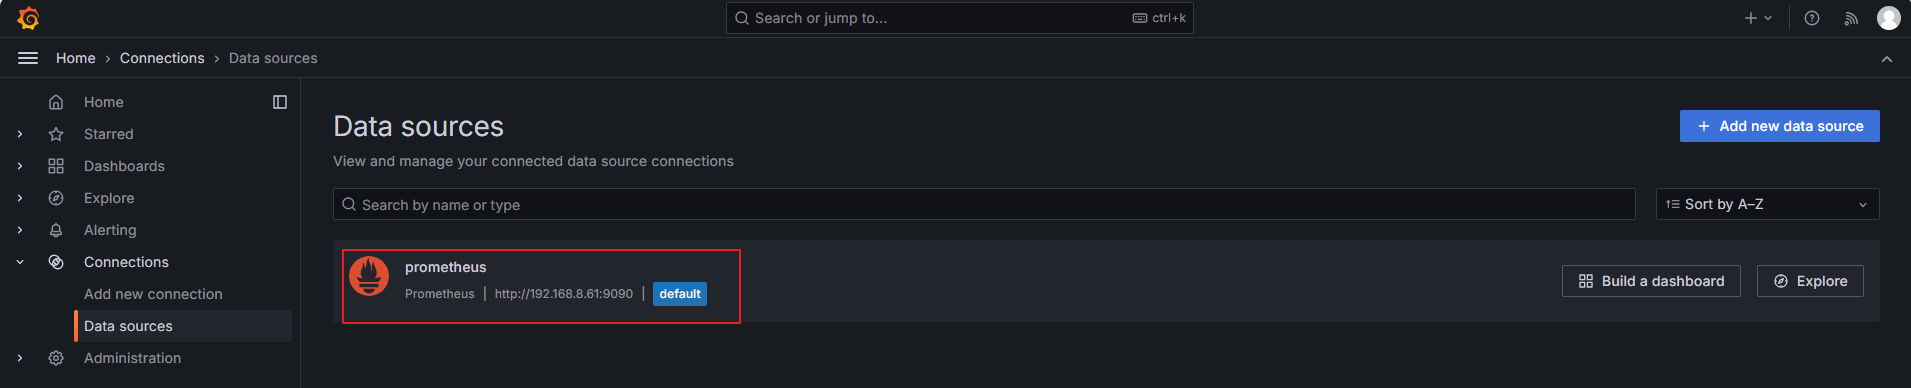 Search or jump to...
ctrl+k
Home › Connections › Data sources
Home
Starred
Dashboards
Explore
Alerting
Connections
Add new connection
Data sources
Administration
Data sources
Add new data source
View and manage your connected data source connections
Search by name or type
Sort by A–Z
prometheus
Prometheus | http://192.168.8.61:9090 | default
Build a dashboard
Explore